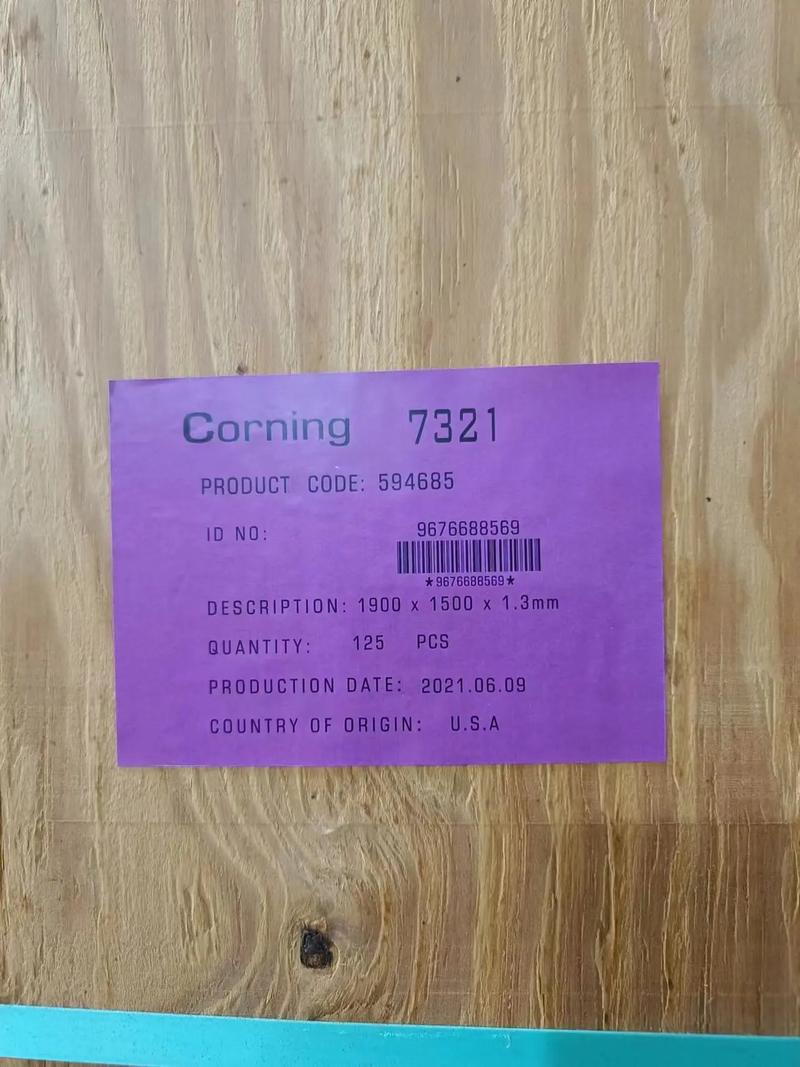 Corning 7321
PRODUCT CODE: 594685
ID NO: 9676688569
*9676688569*
DESCRIPTION: 1900 x 1500 x 1.3mm
QUANTITY: 125 PCS
PRODUCTION DATE: 2021.06.09
COUNTRY OF ORIGIN: U.S.A